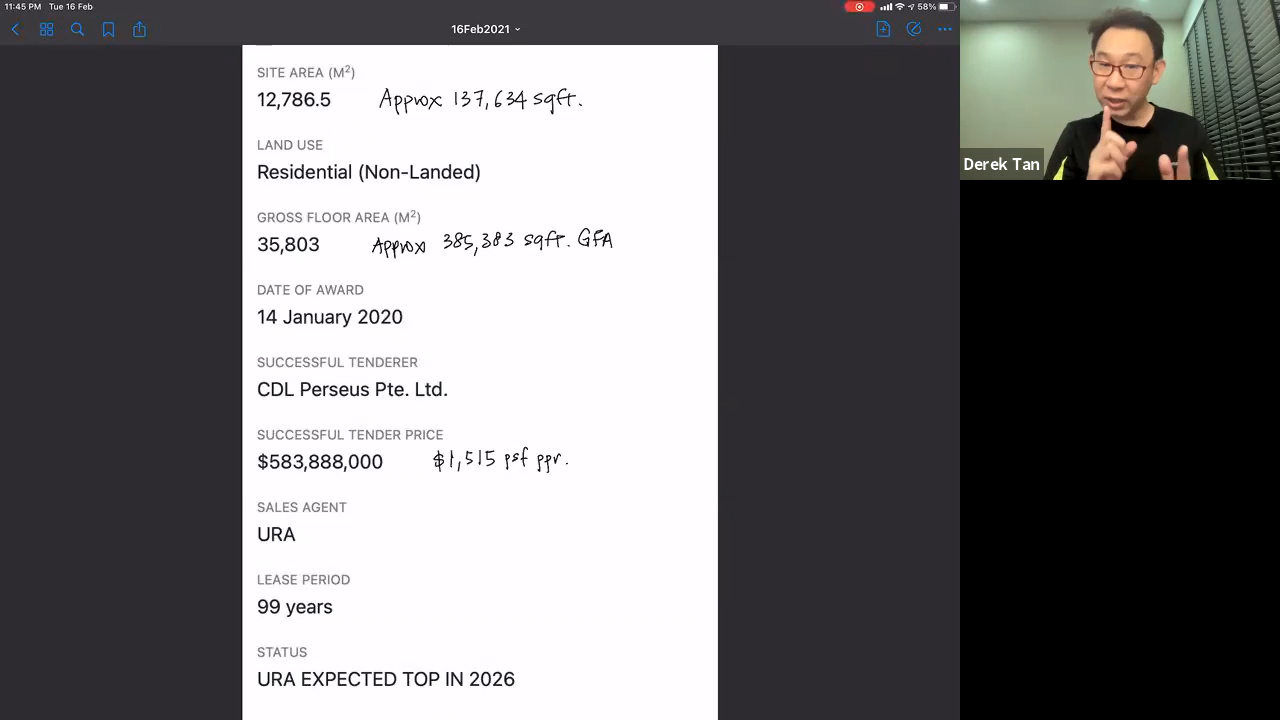 11:45 PM Tue 16 Feb
58%
16Feb2021
Derek Tan
SITE AREA (M²)
12,786.5 Approx 137,634 sqft.
LAND USE
Residential (Non-Landed)
GROSS FLOOR AREA (M²)
35,803 Approx 385,383 sqft. GFA
DATE OF AWARD
14 January 2020
SUCCESSFUL TENDERER
CDL Perseus Pte. Ltd.
SUCCESSFUL TENDER PRICE
$583,888,000 $1,515 psf ppr.
SALES AGENT
URA
LEASE PERIOD
99 years
STATUS
URA EXPECTED TOP IN 2026